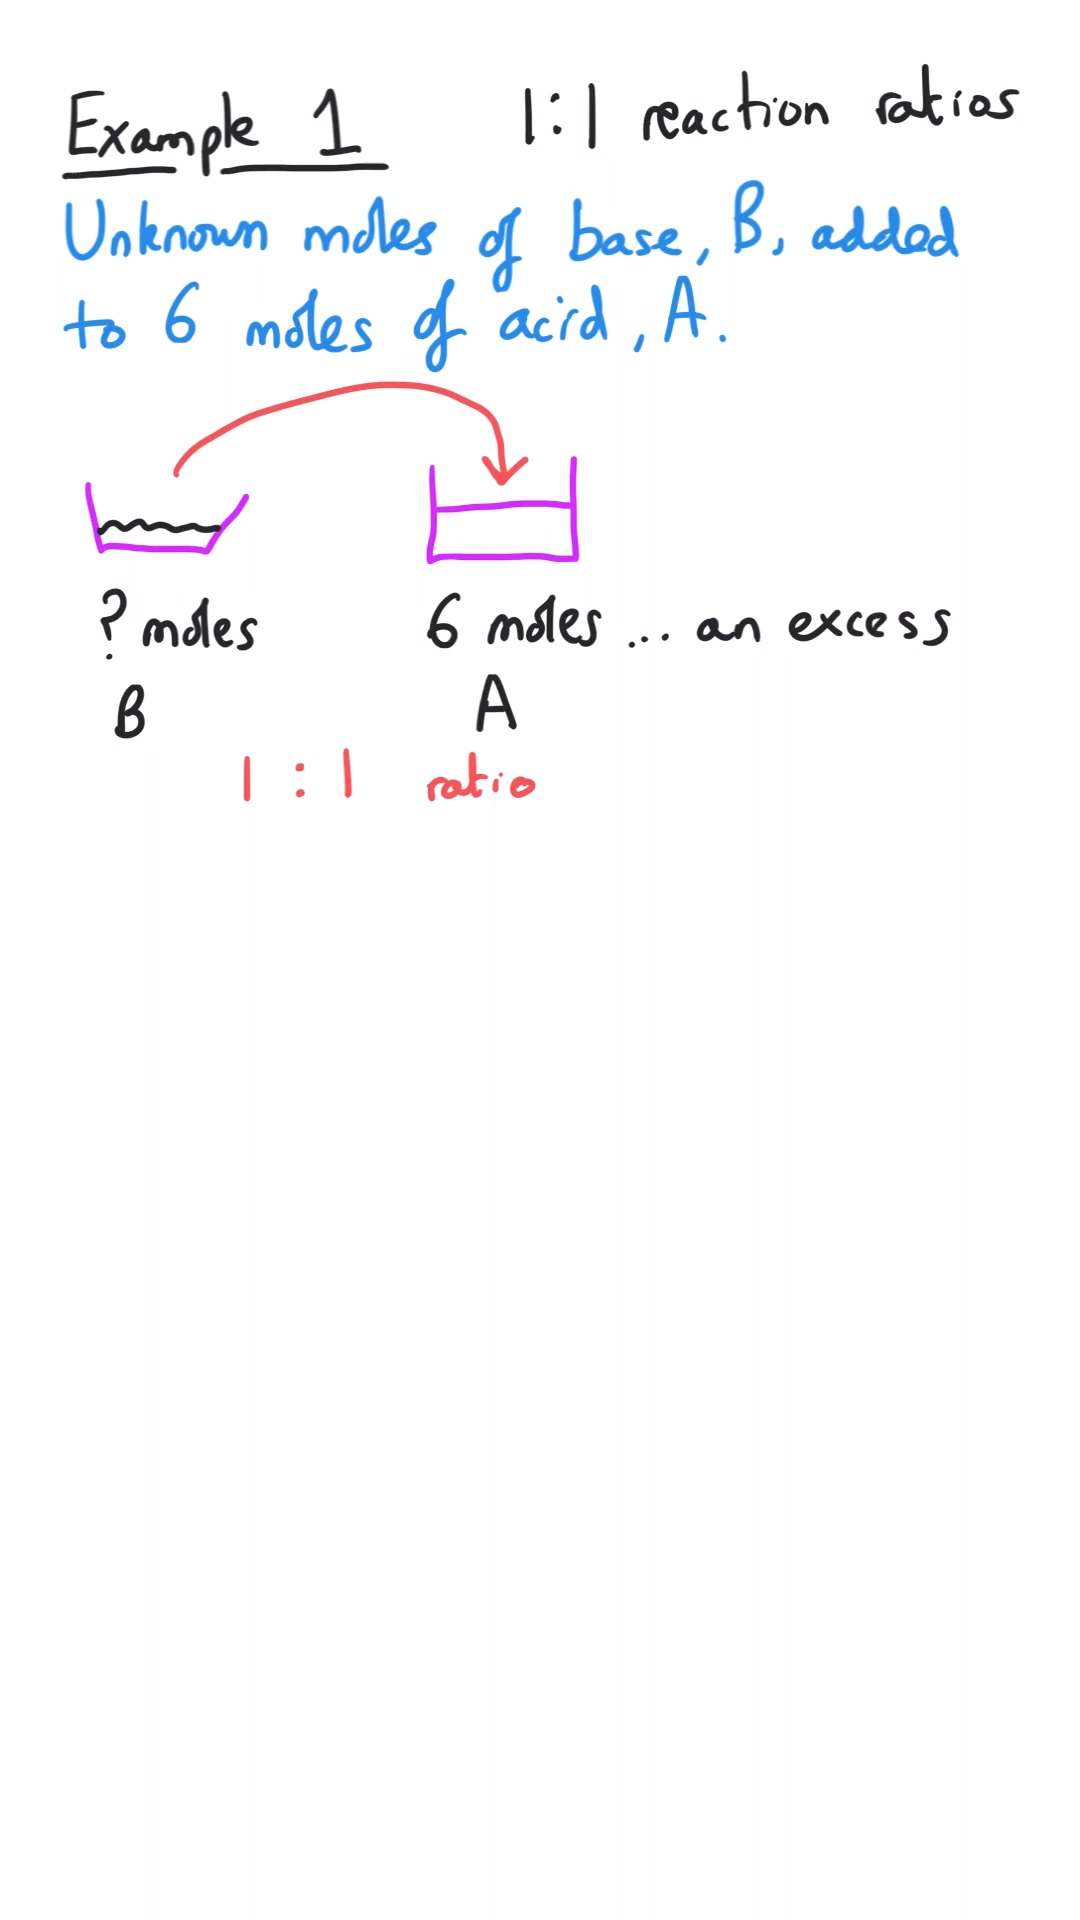 Example 1 1:1 reaction ratios
Unknown moles of base, B, added
to 6 moles of acid, A.
? moles 6 moles ... an excess
B A
1 : 1 ratio